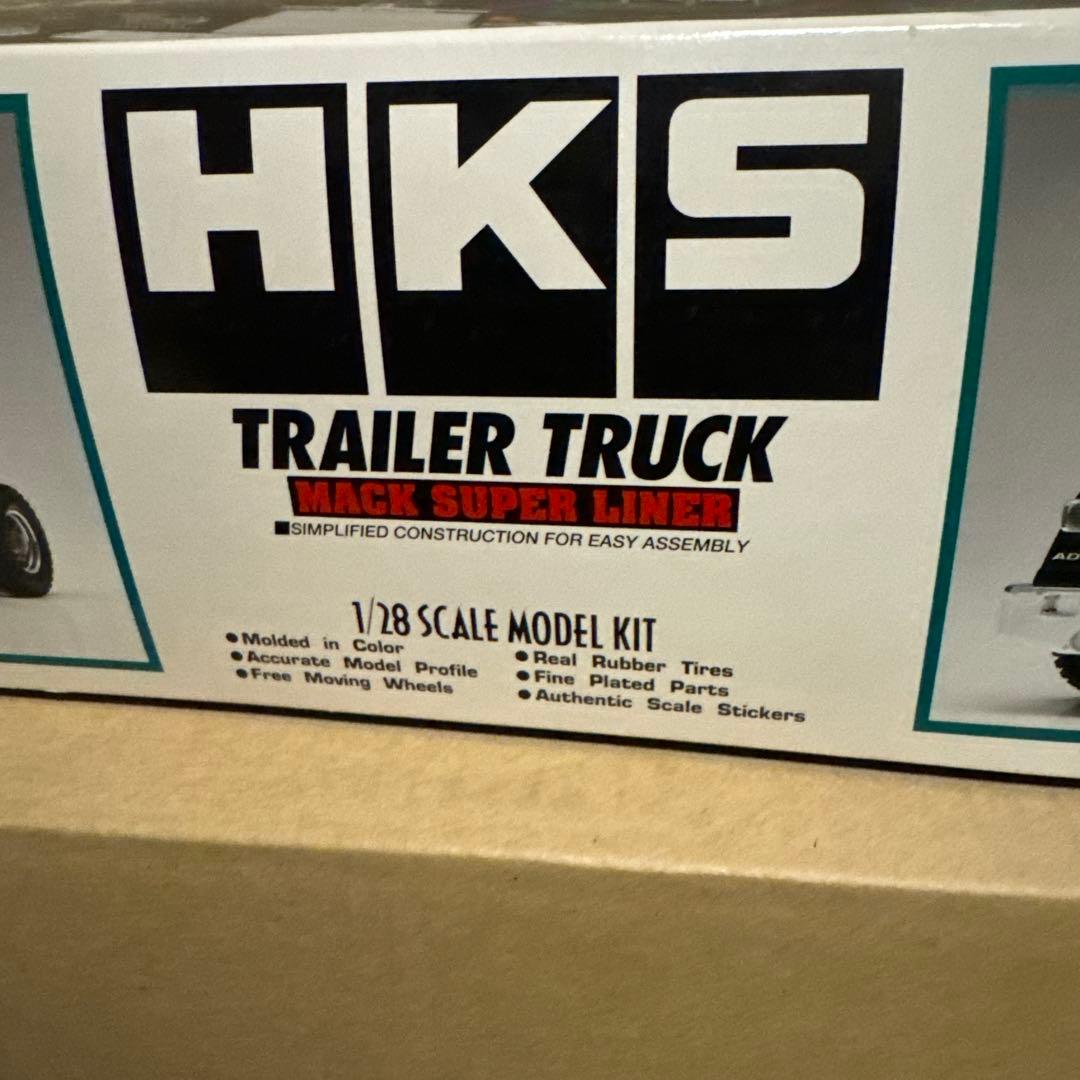 HKS
TRAILER TRUCK
MACK SUPER LINER
■SIMPLIFIED CONSTRUCTION FOR EASY ASSEMBLY
1/28 SCALE MODEL KIT
●Molded in Color
●Accurate Model Profile
●Free Moving Wheels
●Real Rubber Tires
●Fine Plated Parts
●Authentic Scale Stickers
AD